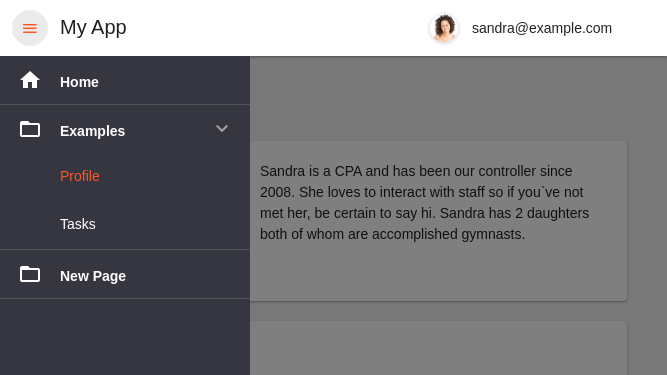 My App
sandra@example.com
Home
Examples
Profile
Tasks
New Page
Sandra is a CPA and has been our controller since
2008. She loves to interact with staff so if you`ve not
met her, be certain to say hi. Sandra has 2 daughters
both of whom are accomplished gymnasts.